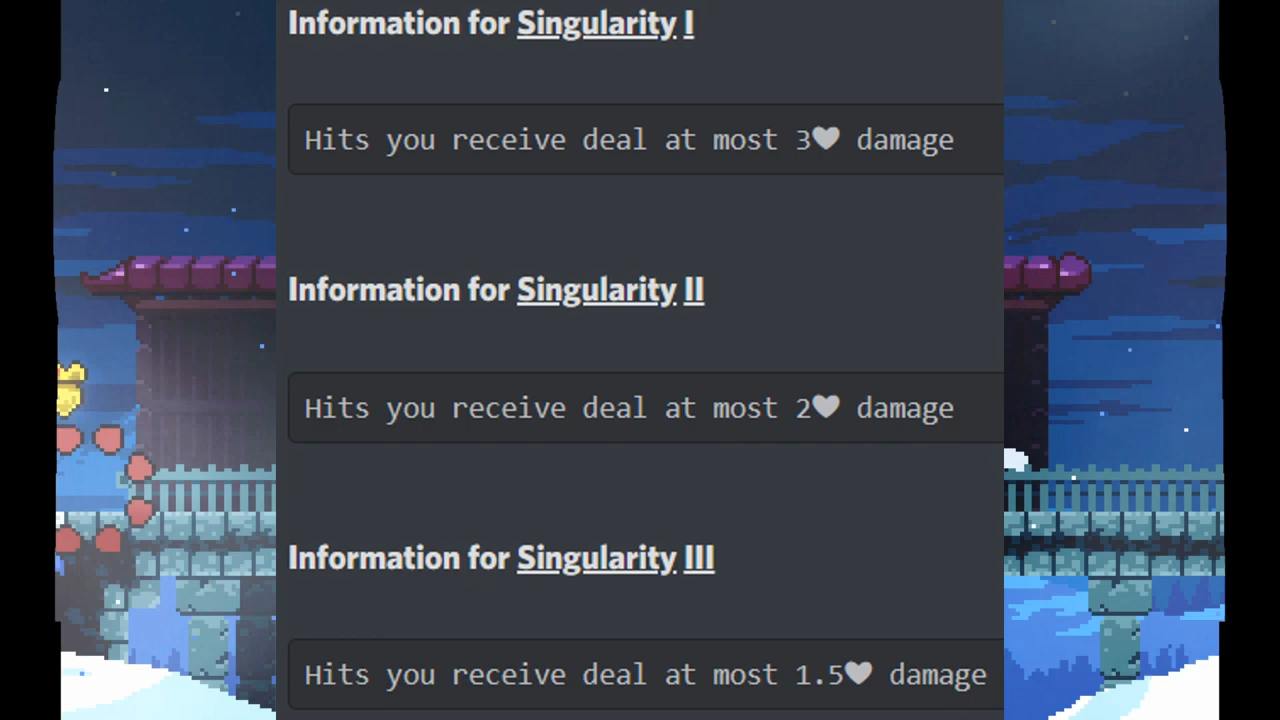 Information for Singularity I
Hits you receive deal at most 3♥ damage
Information for Singularity II
Hits you receive deal at most 2♥ damage
Information for Singularity III
Hits you receive deal at most 1.5♥ damage